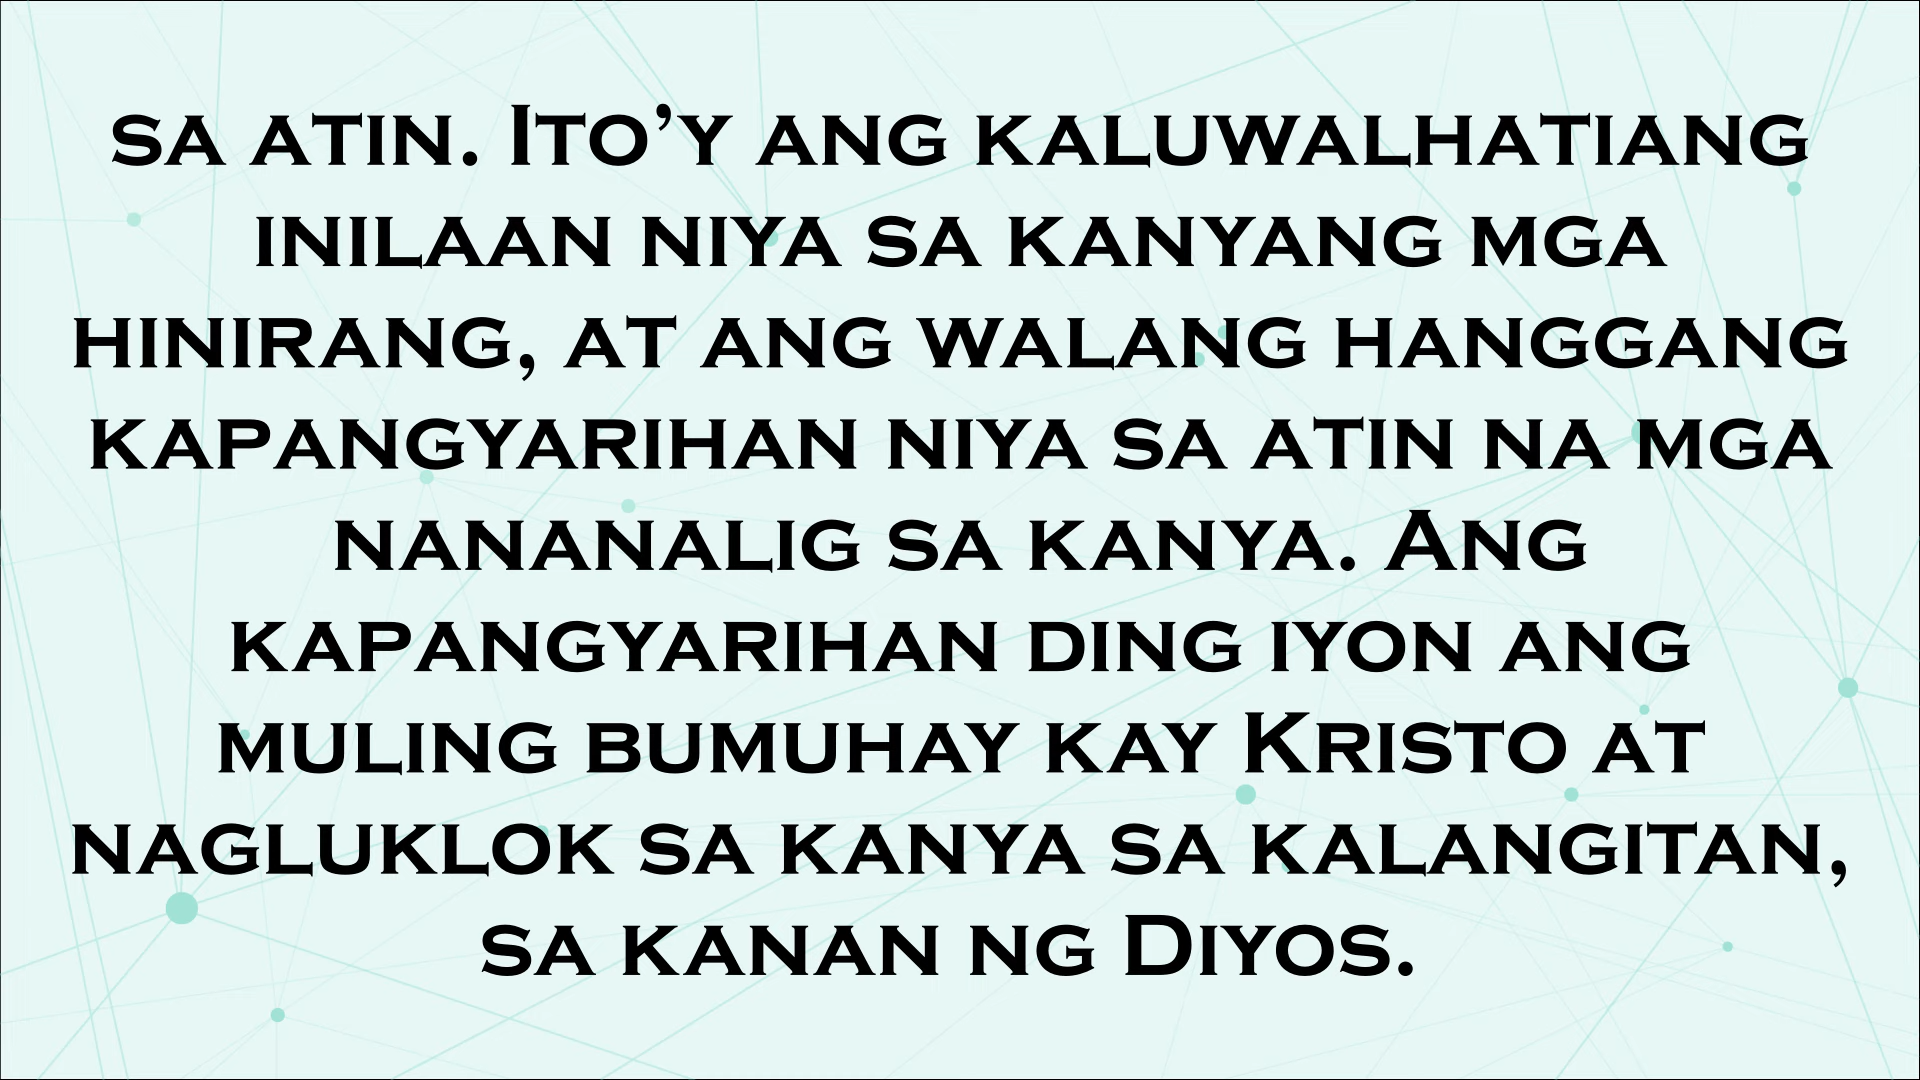 sa atin. Ito’y ang kaluwalhatiang
inilaan niya sa kanyang mga
hinirang, at ang walang hanggang
kapangyarihan niya sa atin na mga
nananalig sa kanya. Ang
kapangyarihan ding iyon ang
muling bumuhay kay Kristo at
nagluklok sa kanya sa kalangitan,
sa kanan ng Diyos.